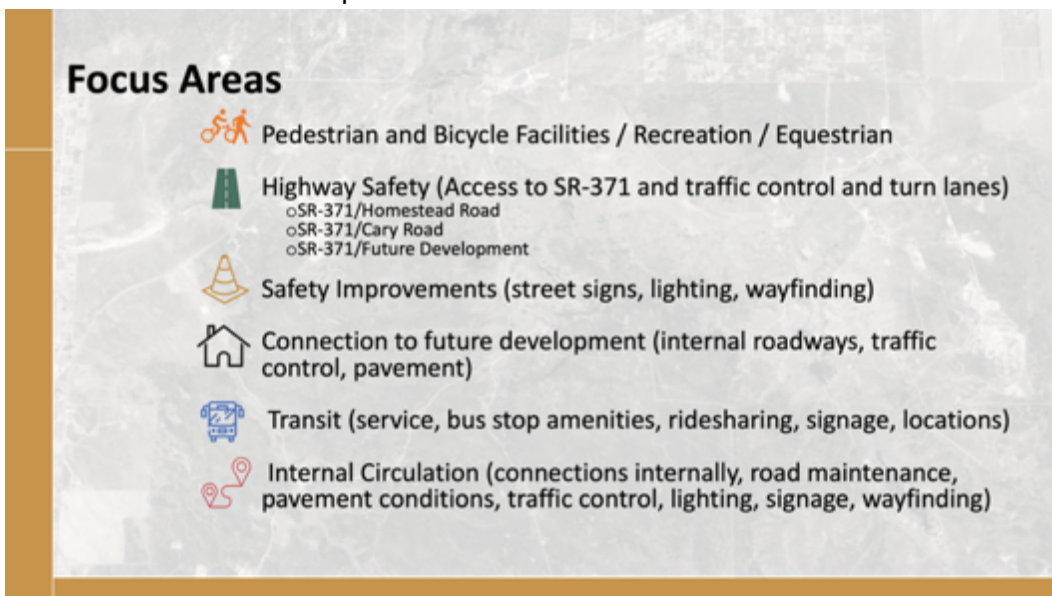 Focus Areas
Pedestrian and Bicycle Facilities / Recreation / Equestrian
Highway Safety (Access to SR-371 and traffic control and turn lanes)
oSR-371/Homestead Road
oSR-371/Cary Road
oSR-371/Future Development
Safety Improvements (street signs, lighting, wayfinding)
Connection to future development (internal roadways, traffic
control, pavement)
Transit (service, bus stop amenities, ridesharing, signage, locations)
Internal Circulation (connections internally, road maintenance,
pavement conditions, traffic control, lighting, signage, wayfinding)